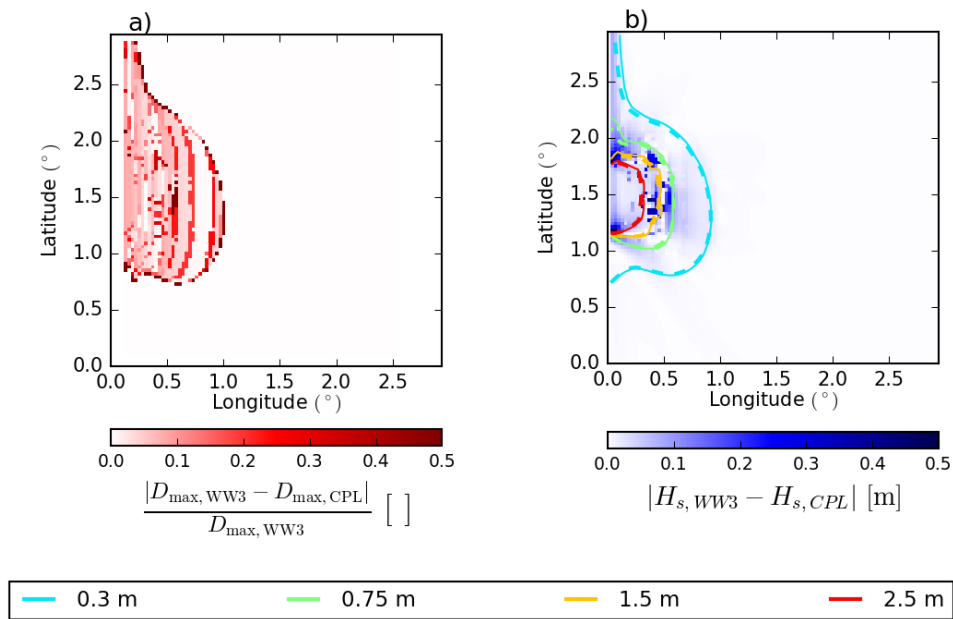 a)
2.5
2.0
1.5
1.0
0.5
0.0
Latitude (°)
0.0 0.5 1.0 1.5 2.0 2.5
Longitude (°)
0.0 0.1 0.2 0.3 0.4 0.5
|D_max, WW3 − D_max, CPL|
D_max, WW3
[ ]
b)
2.5
2.0
1.5
1.0
0.5
0.0
Latitude (°)
0.0 0.5 1.0 1.5 2.0 2.5
Longitude (°)
0.0 0.1 0.2 0.3 0.4 0.5
|H_s, WW3 − H_s, CPL| [m]
0.3 m 0.75 m 1.5 m 2.5 m